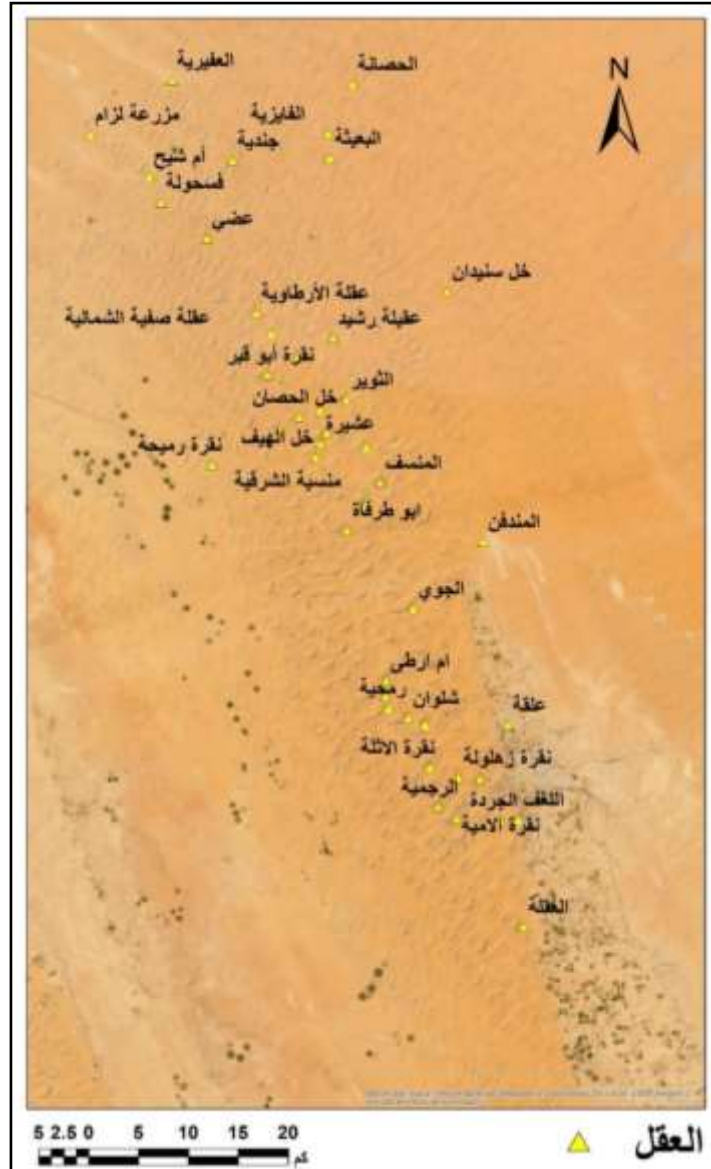 العفيرية
الحصانة
N
الفايزية
مزرعة لزام
جندية
البعيثة
أم شيح
فسحولة
عضي
خل سنيدان
عقلة الأرطاوية
عقلة صفية الشمالية
عقيلة رشيد
نقرة أبو قير
الثوير
خل الحصان
عشيرة
خل الهيف
نقرة رميحة
المنسف
منسية الشرقية
ابو طرفاة
المندفن
الجوي
ام ارطى
رمحية
شلوان
علقة
نقرة الاثلة
نقرة زهلولة
الرجمية
اللغف الجردة
نقرة الامية
العقلة
5 2.5 0 5 10 15 20
كم
العقل